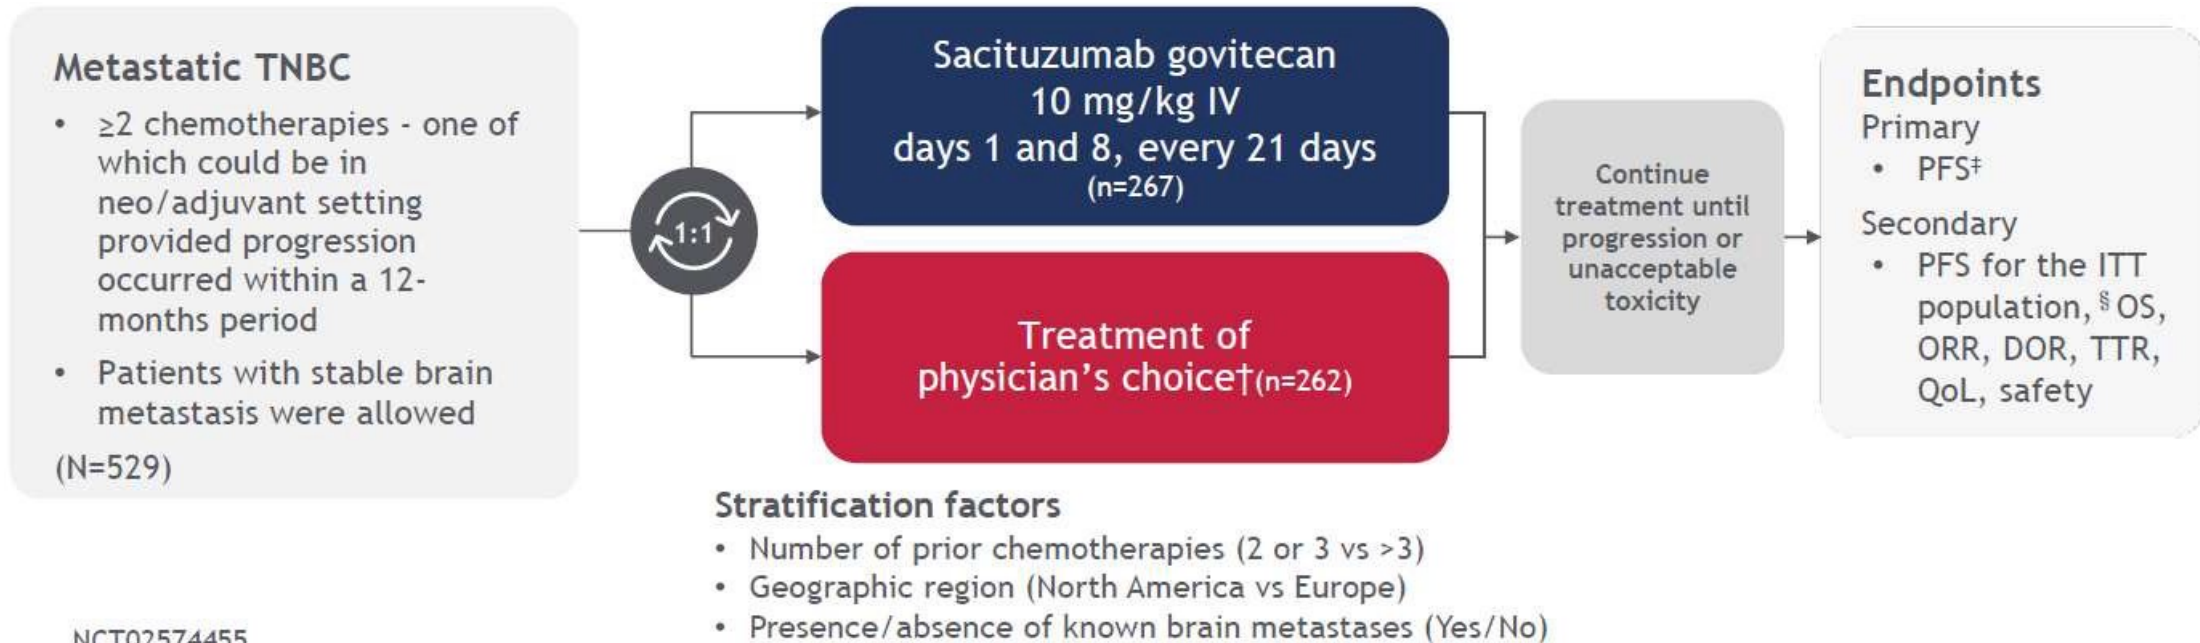 Metastatic TNBC
• ≥2 chemotherapies - one of
which could be in
neo/adjuvant setting
provided progression
occurred within a 12-
months period
• Patients with stable brain
metastasis were allowed
(N=529)
1:1
Sacituzumab govitecan
10 mg/kg IV
days 1 and 8, every 21 days
(n=267)
Treatment of
physician's choice†(n=262)
Continue
treatment until
progression or
unacceptable
toxicity
Endpoints
Primary
• PFS‡
Secondary
• PFS for the ITT
population, § OS,
ORR, DOR, TTR,
QoL, safety
Stratification factors
• Number of prior chemotherapies (2 or 3 vs >3)
• Geographic region (North America vs Europe)
• Presence/absence of known brain metastases (Yes/No)
NCT02574455